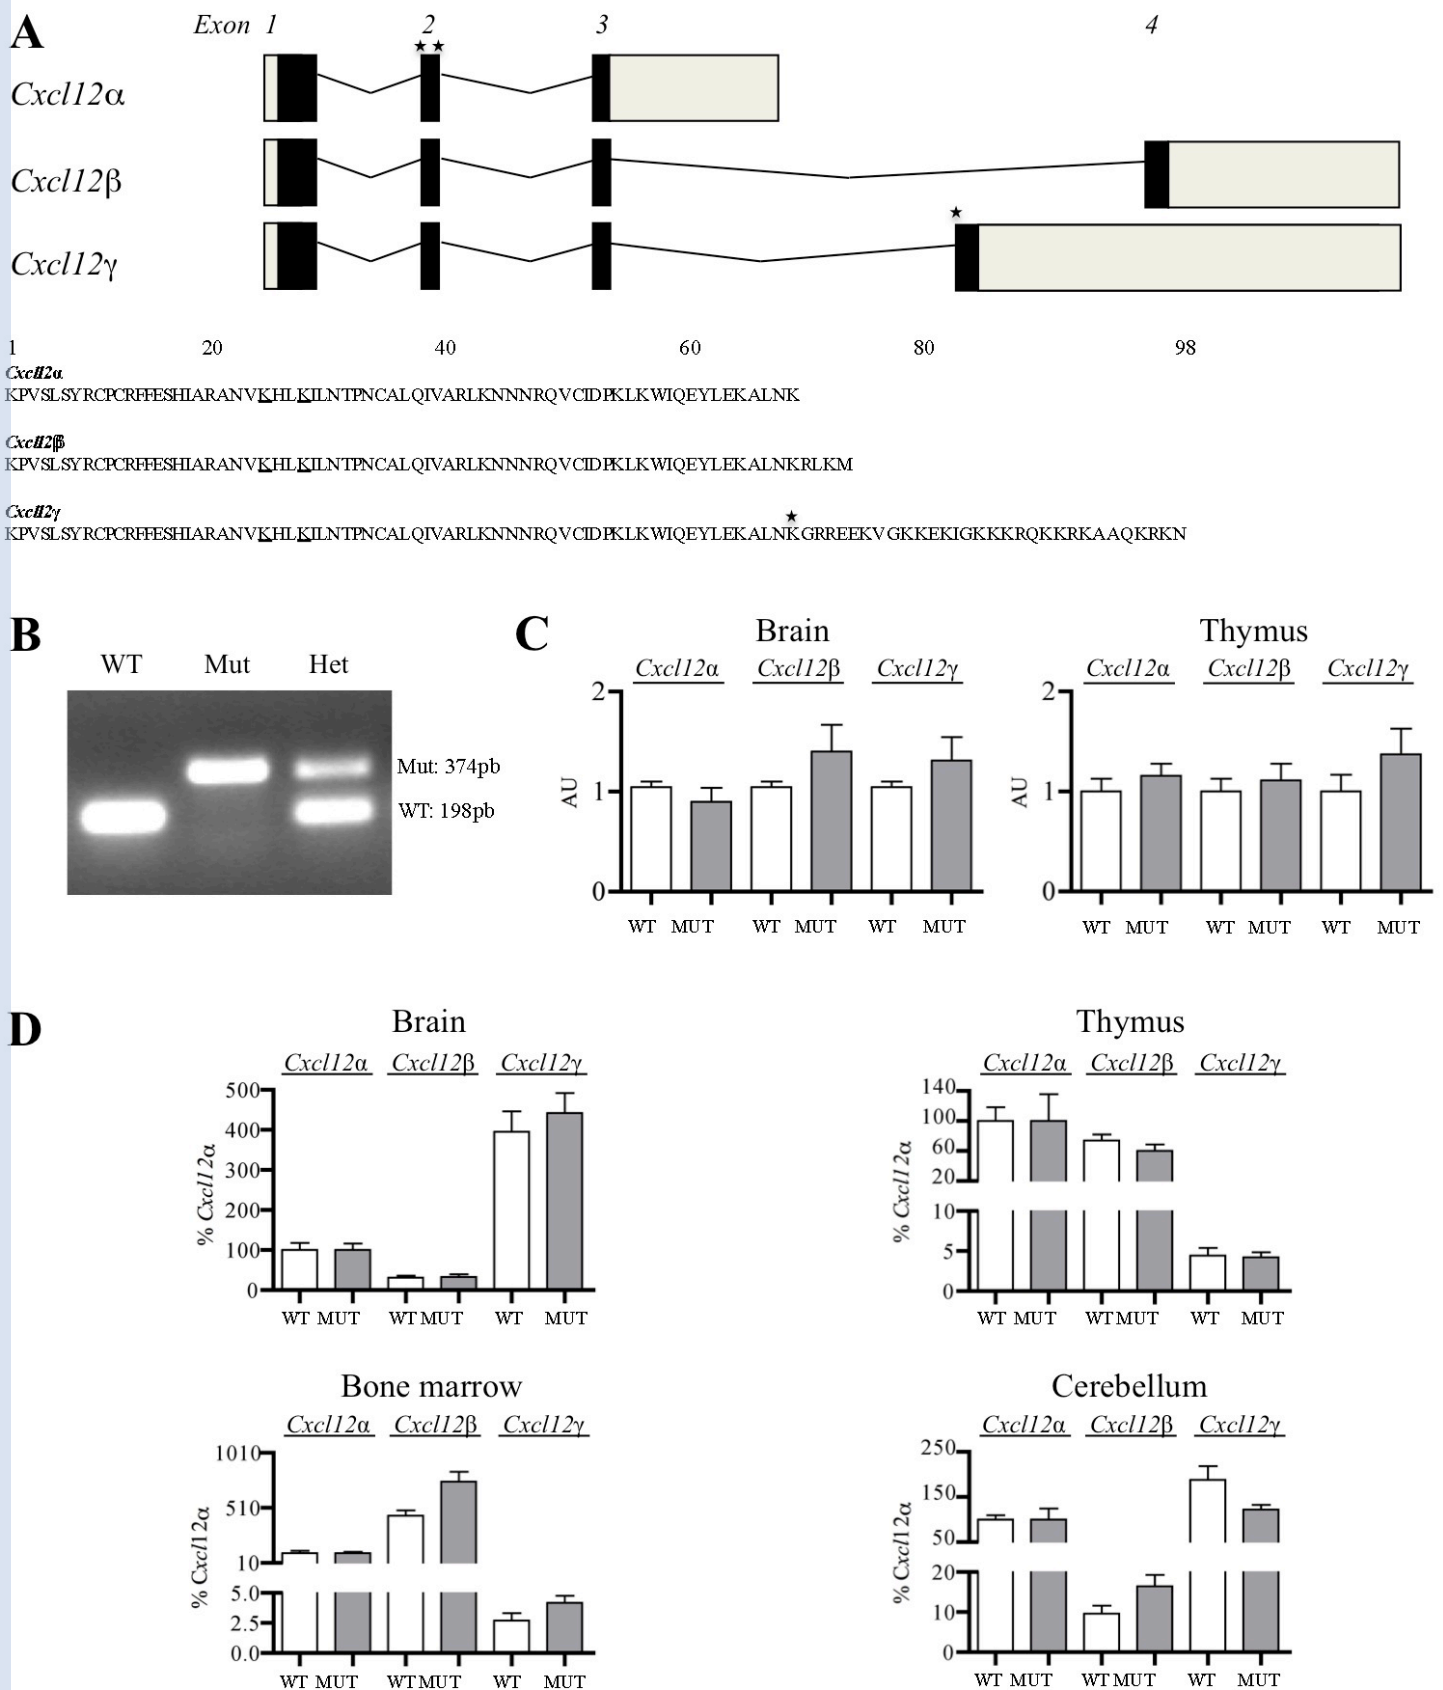 A
Exon 1 2 3 4
★ ★
Cxcl12α
Cxcl12β
★
Cxcl12γ
1 20 40 60 80 98
Cxcl12α
KPVSLSYRCPCRFFESHIARANVKHLKILNTPNCALQIVARLKNNNRQVCIDPKLKWIQEYLEKALNK
Cxcl12β
KPVSLSYRCPCRFFESHIARANVKHLKILNTPNCALQIVARLKNNNRQVCIDPKLKWIQEYLEKALNKRLKM
Cxcl12γ
★
KPVSLSYRCPCRFFESHIARANVKHLKILNTPNCALQIVARLKNNNRQVCIDPKLKWIQEYLEKALNKGRREEKVGKKEKIGKKKRQKKRKAAQKRKN
B
WT Mut Het
Mut: 374pb
WT: 198pb
C
Brain
Cxcl12α Cxcl12β Cxcl12γ
2
1
0
AU
WT MUT WT MUT WT MUT
Thymus
Cxcl12α Cxcl12β Cxcl12γ
2
1
0
AU
WT MUT WT MUT WT MUT
D
Brain
Cxcl12α Cxcl12β Cxcl12γ
500
400
300
200
100
0
% Cxcl12α
WT MUT WT MUT WT MUT
Thymus
Cxcl12α Cxcl12β Cxcl12γ
140
100
60
20
10
5
0
% Cxcl12α
WT MUT WT MUT WT MUT
Bone marrow
Cxcl12α Cxcl12β Cxcl12γ
1010
510
10
5.0
2.5
0.0
% Cxcl12α
WT MUT WT MUT WT MUT
Cerebellum
Cxcl12α Cxcl12β Cxcl12γ
250
150
50
20
10
0
% Cxcl12α
WT MUT WT MUT WT MUT